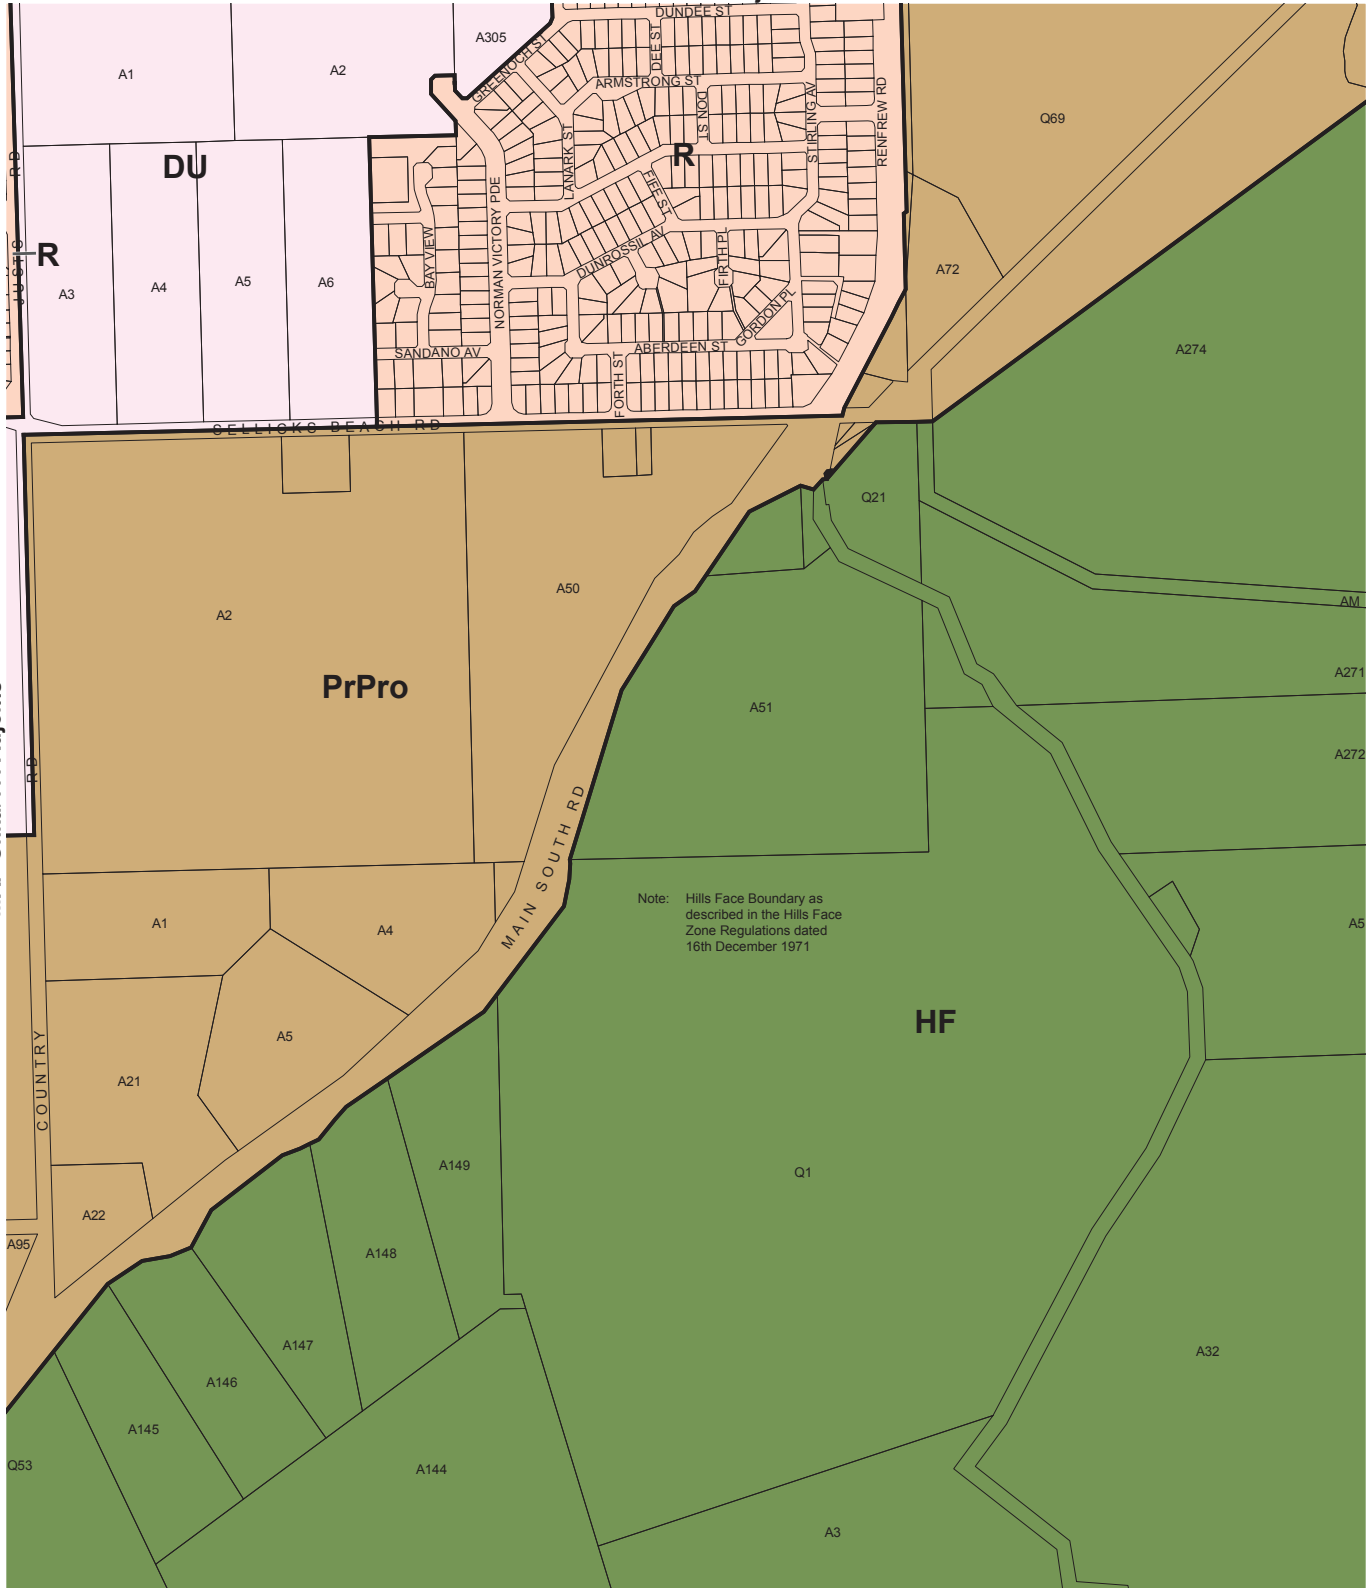 DUNDEE ST
A305
GREENOCH ST
DEE ST
A1
A2
ARMSTRONG ST
DON ST
STIRLING AV
RENFREW RD
Q69
RD
DU
LANARK ST
R
FIFE ST
NORMAN VICTORY PDE
BAY VIEW
DUNROSSIL AV
FIRTH PL
R
A3
A4
A5
A6
A72
GORDON PL
SANDANO AV
ABERDEEN ST
A274
FORTH ST
SELLICKS BEACH RD
Q21
A2
A50
AM
PrPro
A51
A271
RD
A272
MAIN SOUTH RD
Note: Hills Face Boundary as
described in the Hills Face
Zone Regulations dated
16th December 1971
A1
A4
A5
HF
A5
COUNTRY
A21
A149
Q1
A22
A95
A148
A147
A32
A146
A145
Q53
A144
A3